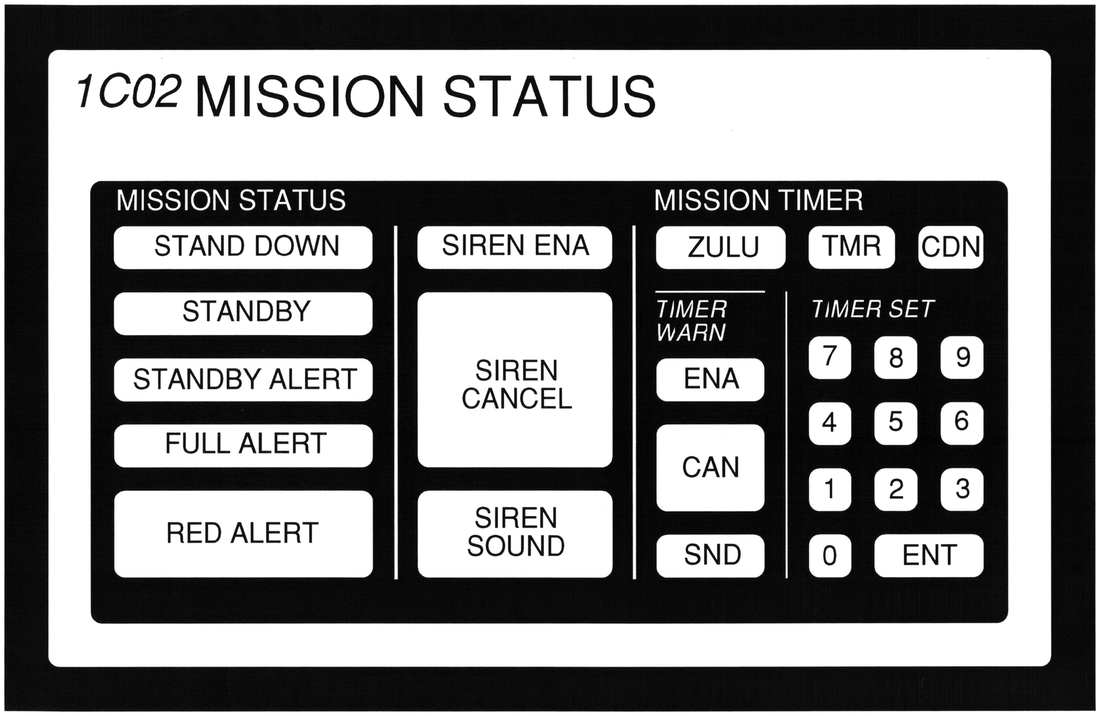 1C02 MISSION STATUS
MISSION STATUS
STAND DOWN
STANDBY
STANDBY ALERT
FULL ALERT
RED ALERT
SIREN ENA
SIREN
CANCEL
SIREN
SOUND
MISSION TIMER
ZULU
TMR
CDN
TIMER
WARN
ENA
CAN
SND
TIMER SET
7 8 9
4 5 6
1 2 3
0 ENT